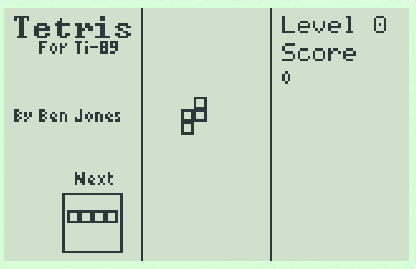 Tetris
For Ti-89
By Ben Jones
Next
Level 0
Score
0